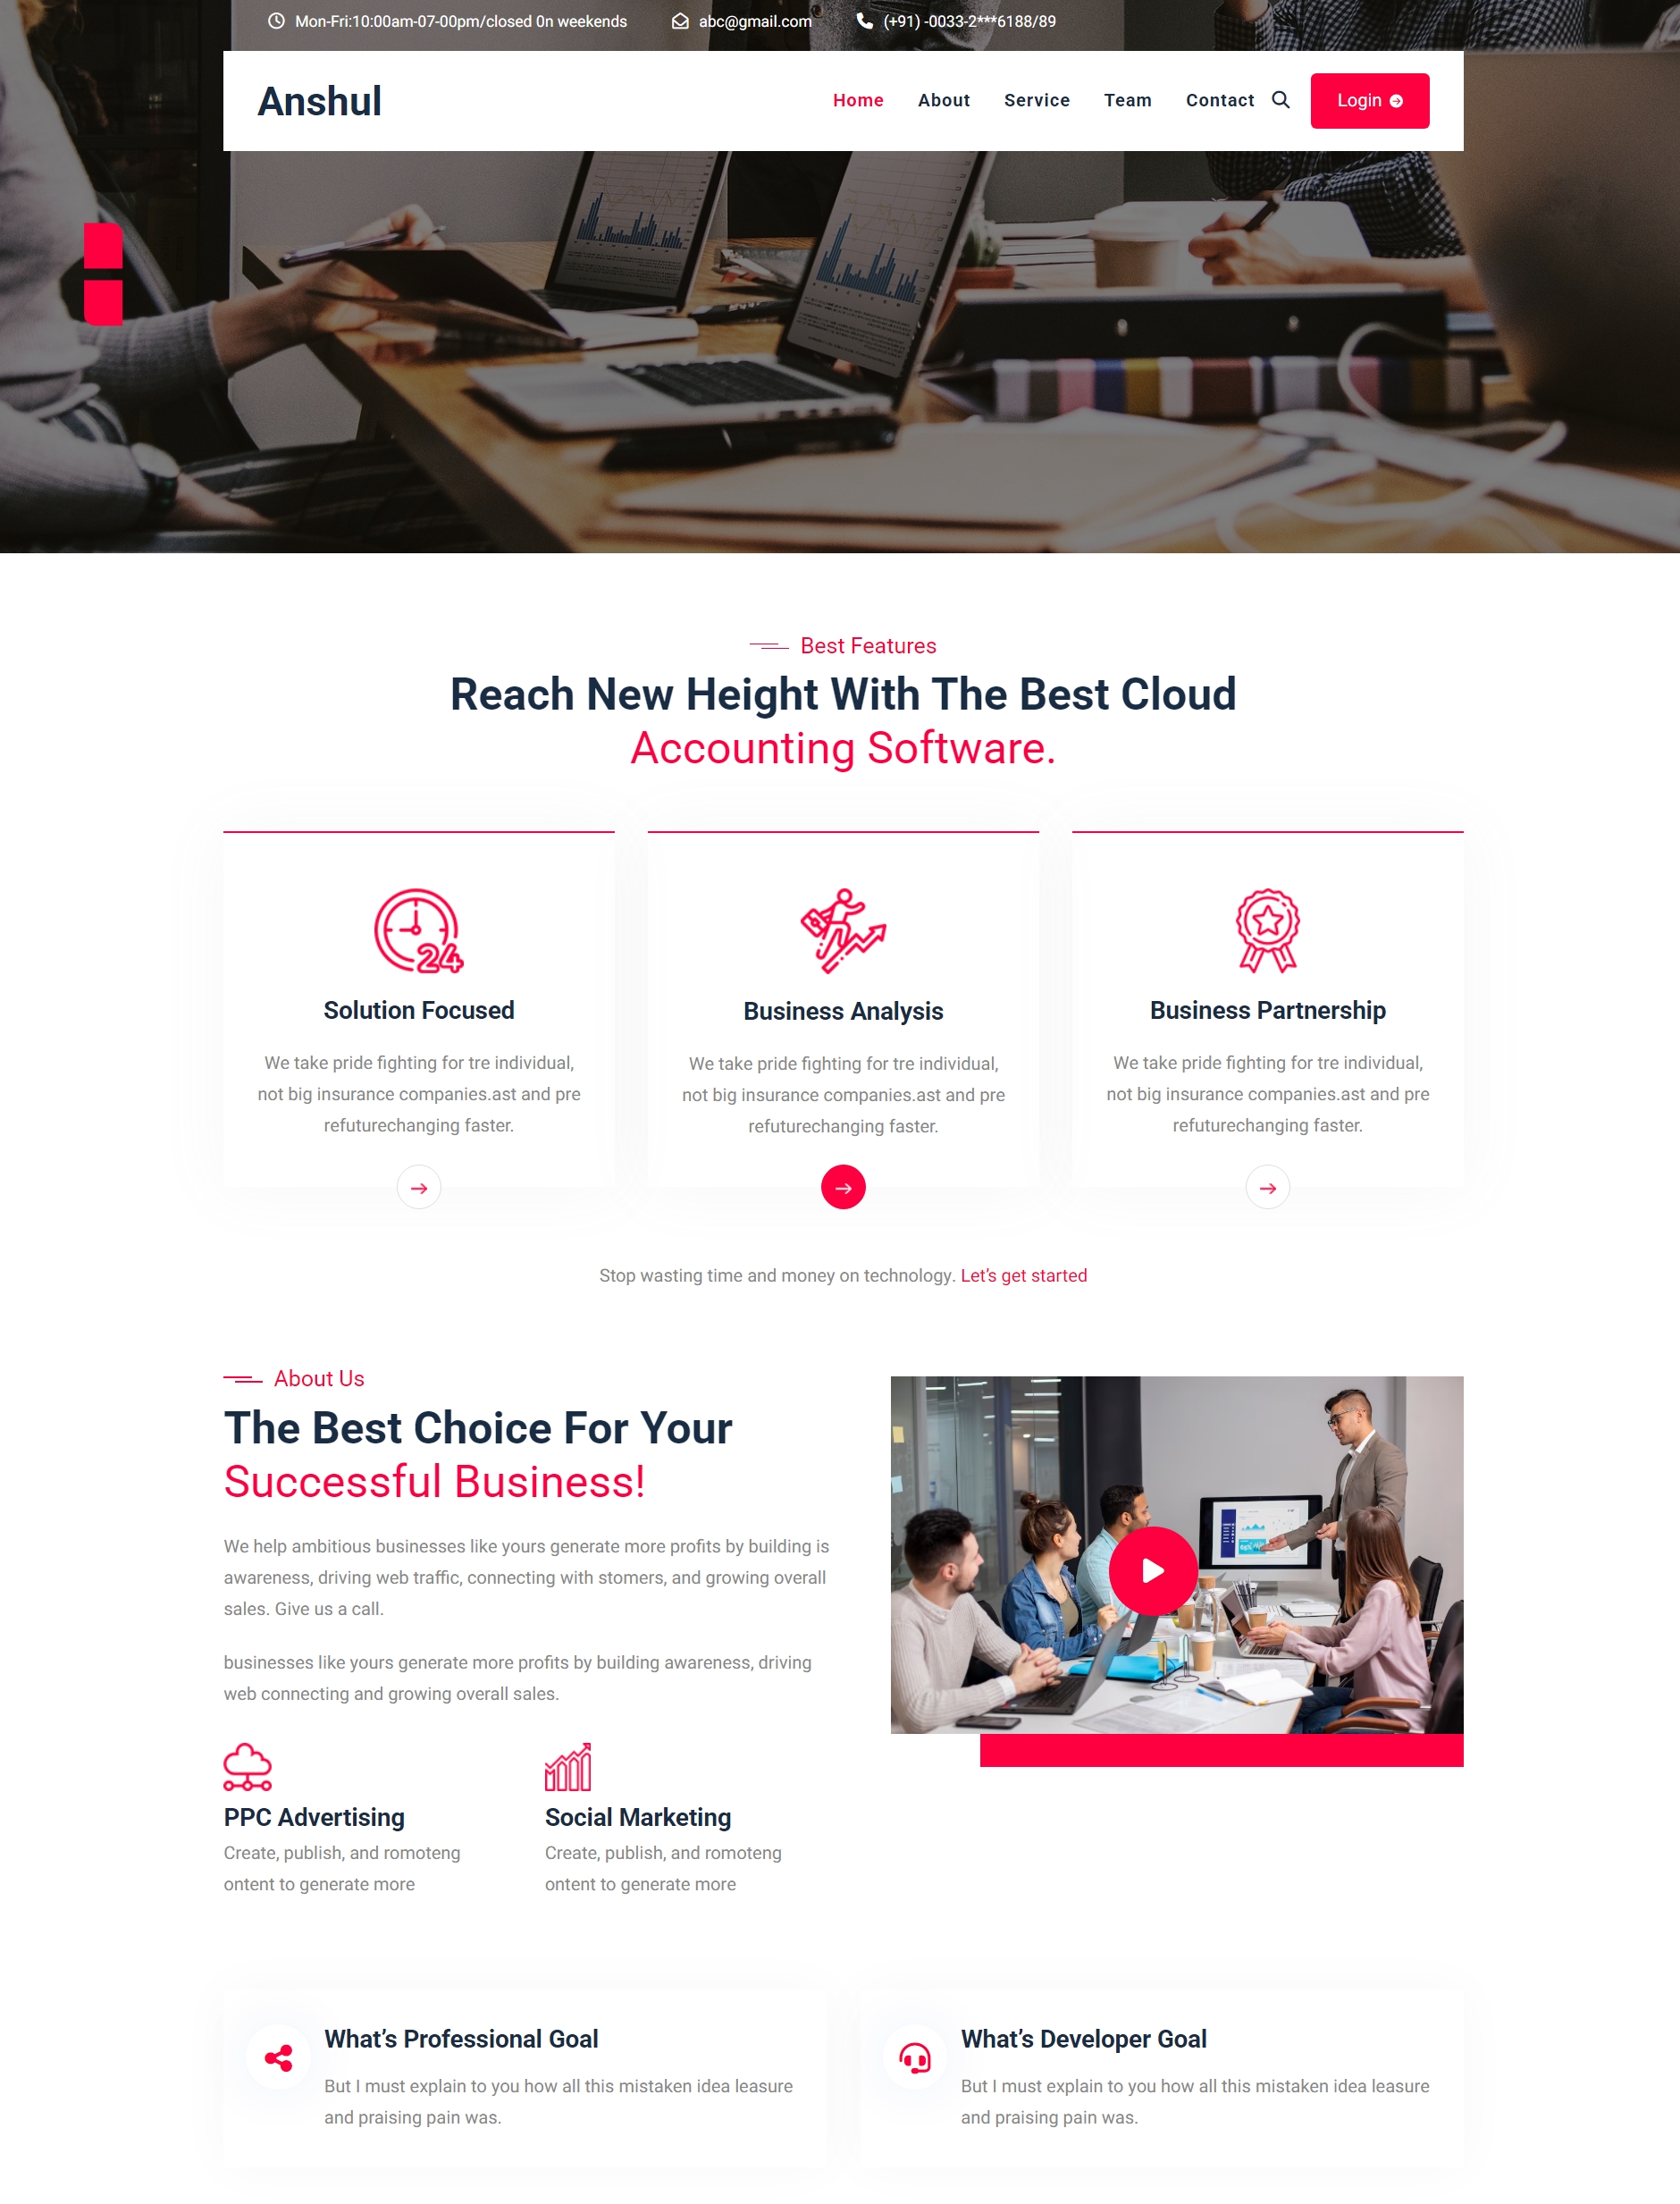 Mon-Fri:10:00am-07-00pm/closed 0n weekends abc@gmail.com (+91) -0033-2***6188/89
Anshul Home About Service Team Contact Login
Best Features
Reach New Height With The Best Cloud
Accounting Software.
24
Solution Focused
We take pride fighting for tre individual,
not big insurance companies.ast and pre
refuturechanging faster.
Business Analysis
We take pride fighting for tre individual,
not big insurance companies.ast and pre
refuturechanging faster.
Business Partnership
We take pride fighting for tre individual,
not big insurance companies.ast and pre
refuturechanging faster.
Stop wasting time and money on technology. Let’s get started
About Us
The Best Choice For Your
Successful Business!
We help ambitious businesses like yours generate more profits by building is
awareness, driving web traffic, connecting with stomers, and growing overall
sales. Give us a call.
businesses like yours generate more profits by building awareness, driving
web connecting and growing overall sales.
PPC Advertising
Create, publish, and romoteng
ontent to generate more
Social Marketing
Create, publish, and romoteng
ontent to generate more
What’s Professional Goal
But I must explain to you how all this mistaken idea leasure
and praising pain was.
What’s Developer Goal
But I must explain to you how all this mistaken idea leasure
and praising pain was.